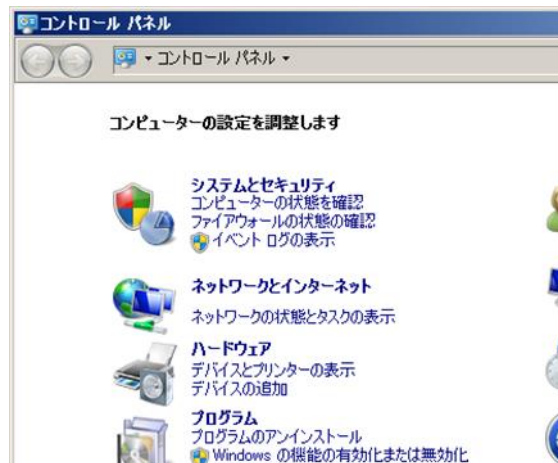 コントロール パネル
コントロール パネル
コンピューターの設定を調整します
システムとセキュリティ
コンピューターの状態を確認
ファイアウォールの状態の確認
イベント ログの表示
ネットワークとインターネット
ネットワークの状態とタスクの表示
ハードウェア
デバイスとプリンターの表示
デバイスの追加
プログラム
プログラムのアンインストール
Windows の機能の有効化または無効化